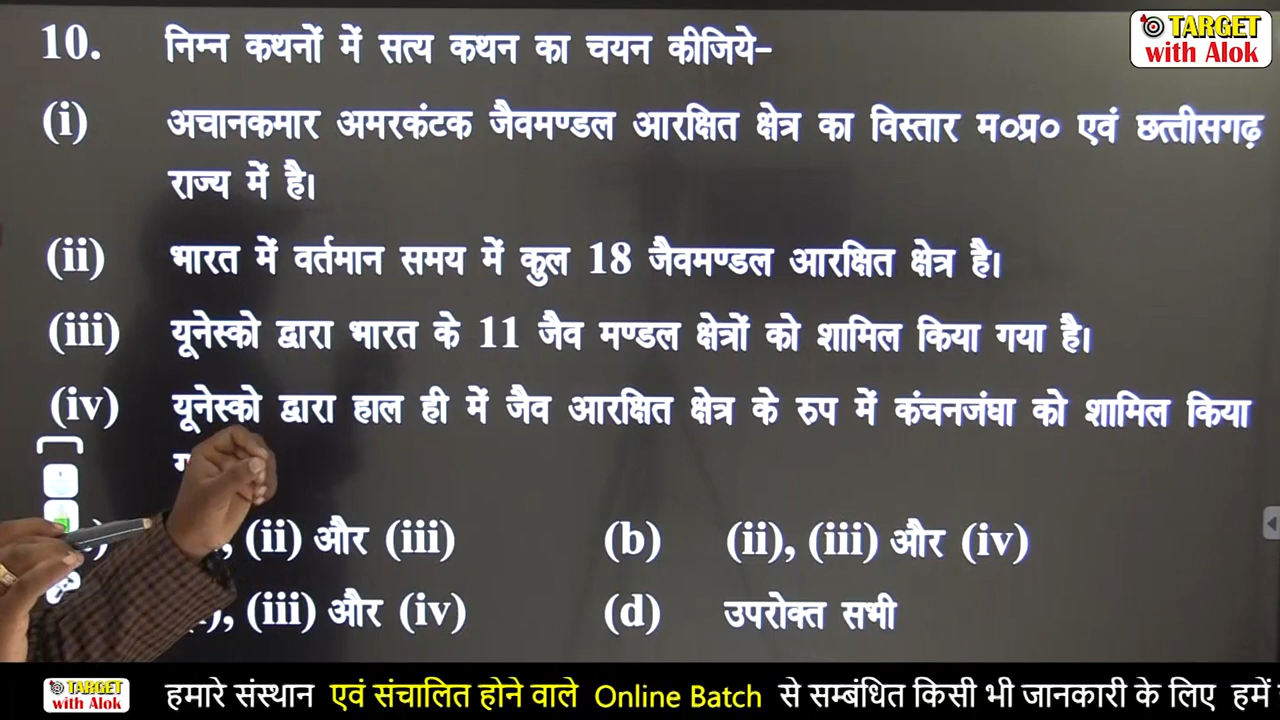 TARGET
with Alok
10. निम्न कथनों में सत्य कथन का चयन कीजिये-
(i) अचानकमार अमरकंटक जैवमण्डल आरक्षित क्षेत्र का विस्तार म०प्र० एवं छत्तीसगढ़
राज्य में है।
(ii) भारत में वर्तमान समय में कुल 18 जैवमण्डल आरक्षित क्षेत्र है।
(iii) यूनेस्को द्वारा भारत के 11 जैव मण्डल क्षेत्रों को शामिल किया गया है।
(iv) यूनेस्को द्वारा हाल ही में जैव आरक्षित क्षेत्र के रुप में कंचनजंघा को शामिल किया
(ii) और (iii) (b) (ii), (iii) और (iv)
(iii) और (iv) (d) उपरोक्त सभी
TARGET
with Alok
हमारे संस्थान एवं संचालित होने वाले Online Batch से सम्बंधित किसी भी जानकारी के लिए हमें